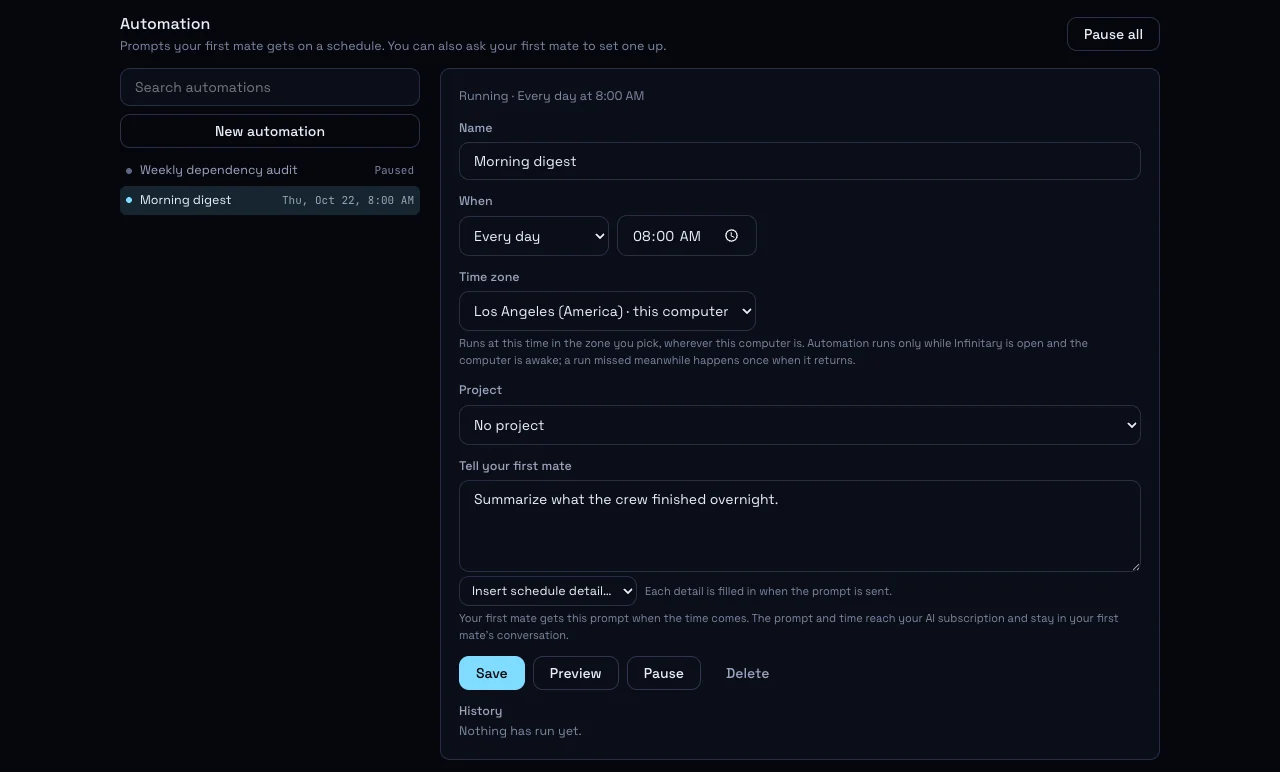 Automation
Prompts your first mate gets on a schedule. You can also ask your first mate to set one up.
Pause all
Search automations
New automation
Weekly dependency audit Paused
Morning digest Thu, Oct 22, 8:00 AM
Running · Every day at 8:00 AM
Name
Morning digest
When
Every day 08:00 AM
Time zone
Los Angeles (America) · this computer
Runs at this time in the zone you pick, wherever this computer is. Automation runs only while Infinitary is open and the
computer is awake; a run missed meanwhile happens once when it returns.
Project
No project
Tell your first mate
Summarize what the crew finished overnight.
Insert schedule detail... Each detail is filled in when the prompt is sent.
Your first mate gets this prompt when the time comes. The prompt and time reach your AI subscription and stay in your first
mate's conversation.
Save Preview Pause Delete
History
Nothing has run yet.